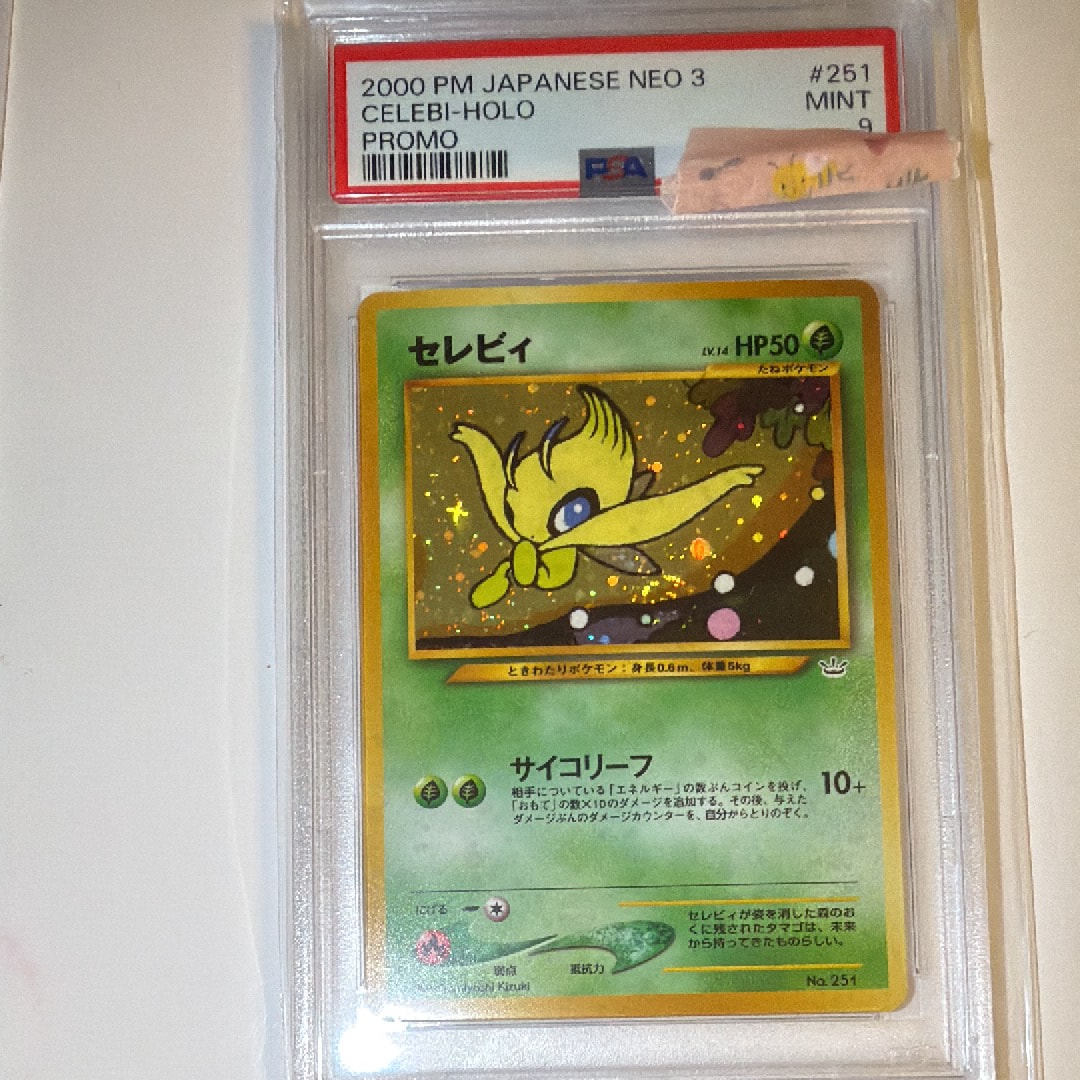 2000 PM JAPANESE NEO 3 #251
CELEBI-HOLO MINT
PROMO 9
PSA
セレビィ LV.14 HP50
たねポケモン
ときわたりポケモン：身長0.6m、体重5kg
サイコリーフ 10+
相手についている「エネルギー」の数ぶんコインを投げ、
「おもて」の数×10のダメージを追加する。その後、与えた
ダメージぶんのダメージカウンターを、自分からとりのぞく。
にげる
セレビィが姿を消した森のお
くに残されたタマゴは、未来
から持ってきたものらしい。
弱点 抵抗力
Kizuki No. 251